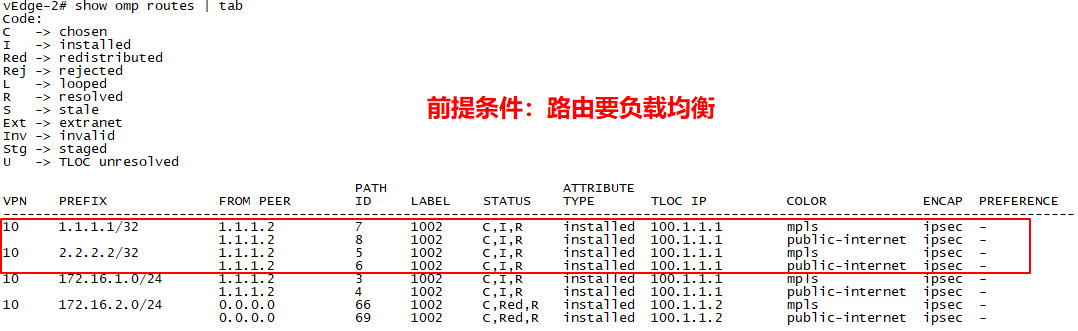 vEdge-2# show omp routes | tab
Code:
C   -> chosen
I   -> installed
Red -> redistributed
Rej -> rejected
L   -> looped
R   -> resolved
S   -> stale
Ext -> extranet
Inv -> invalid
Stg -> staged
U   -> TLOC unresolved
前提条件：路由要负载均衡
PATH ATTRIBUTE
VPN PREFIX FROM PEER ID LABEL STATUS TYPE TLOC IP COLOR ENCAP PREFERENCE
10 1.1.1.1/32 1.1.1.2 7 1002 C,I,R installed 100.1.1.1 mpls ipsec -
1.1.1.2 8 1002 C,I,R installed 100.1.1.1 public-internet ipsec -
10 2.2.2.2/32 1.1.1.2 5 1002 C,I,R installed 100.1.1.1 mpls ipsec -
1.1.1.2 6 1002 C,I,R installed 100.1.1.1 public-internet ipsec -
10 172.16.1.0/24 1.1.1.2 3 1002 C,I,R installed 100.1.1.1 mpls ipsec -
1.1.1.2 4 1002 C,I,R installed 100.1.1.1 public-internet ipsec -
10 172.16.2.0/24 0.0.0.0 66 1002 C,Red,R installed 100.1.1.2 mpls ipsec -
0.0.0.0 69 1002 C,Red,R installed 100.1.1.2 public-internet ipsec -